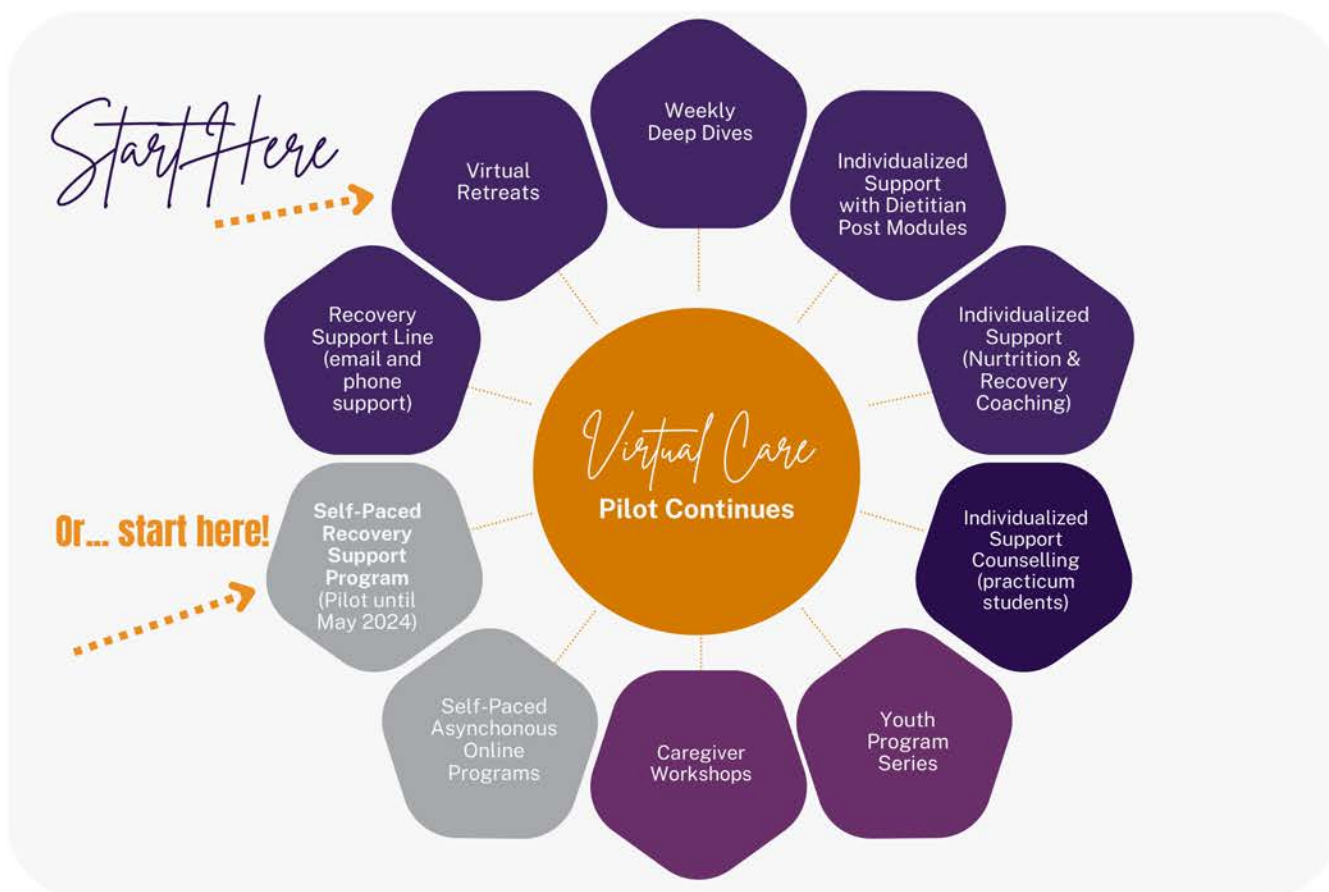 Start Here
Weekly
Deep Dives
Virtual
Retreats
Individualized
Support
with Dietitian
Post Modules
Recovery
Support Line
(email and
phone
support)
Individualized
Support
(Nurtrition &
Recovery
Coaching)
Virtual Care
Pilot Continues
Or... start here!
Self-Paced
Recovery
Support
Program
(Pilot until
May 2024)
Individualized
Support
Counselling
(practicum
students)
Self-Paced
Asynchonous
Online
Programs
Caregiver
Workshops
Youth
Program
Series